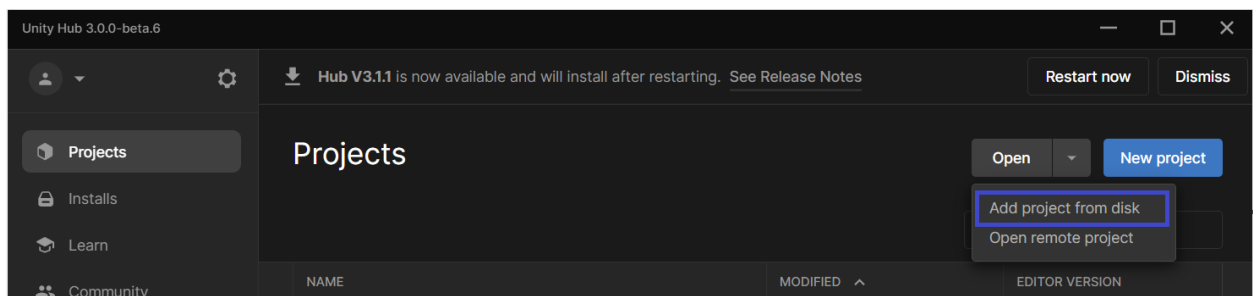 Unity Hub 3.0.0-beta.6
Hub V3.1.1 is now available and will install after restarting. See Release Notes
Restart now
Dismiss
Projects
Installs
Learn
Community
Projects
Open
New project
Add project from disk
Open remote project
NAME
MODIFIED
EDITOR VERSION